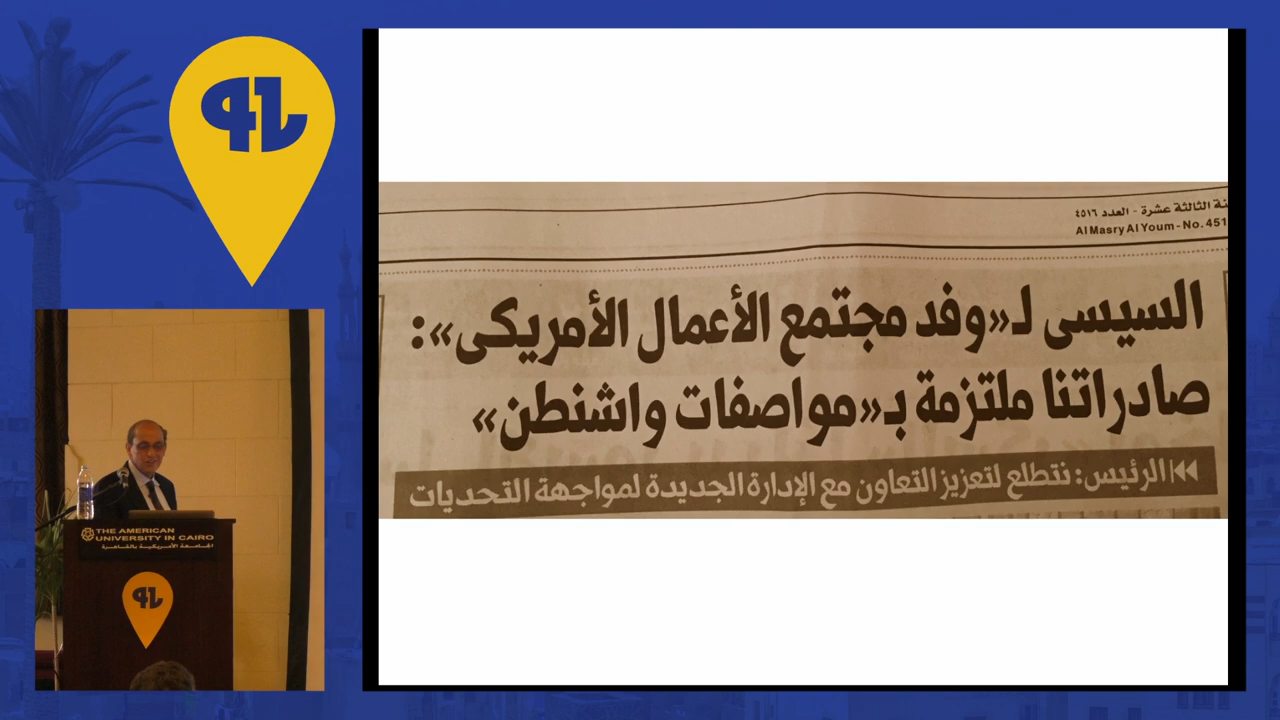 نة الثالثة عشرة - العدد ٤٥١٦
Al Masry Al Youm - No. 451
السيسى لـ«وفد مجتمع الأعمال الأمريكى»:
صادراتنا ملتزمة بـ«مواصفات واشنطن»
الرئيس: نتطلع لتعزيز التعاون مع الإدارة الجديدة لمواجهة التحديات
THE AMERICAN
UNIVERSITY IN CAIRO
الجامعة الأمريكية بالقاهرة